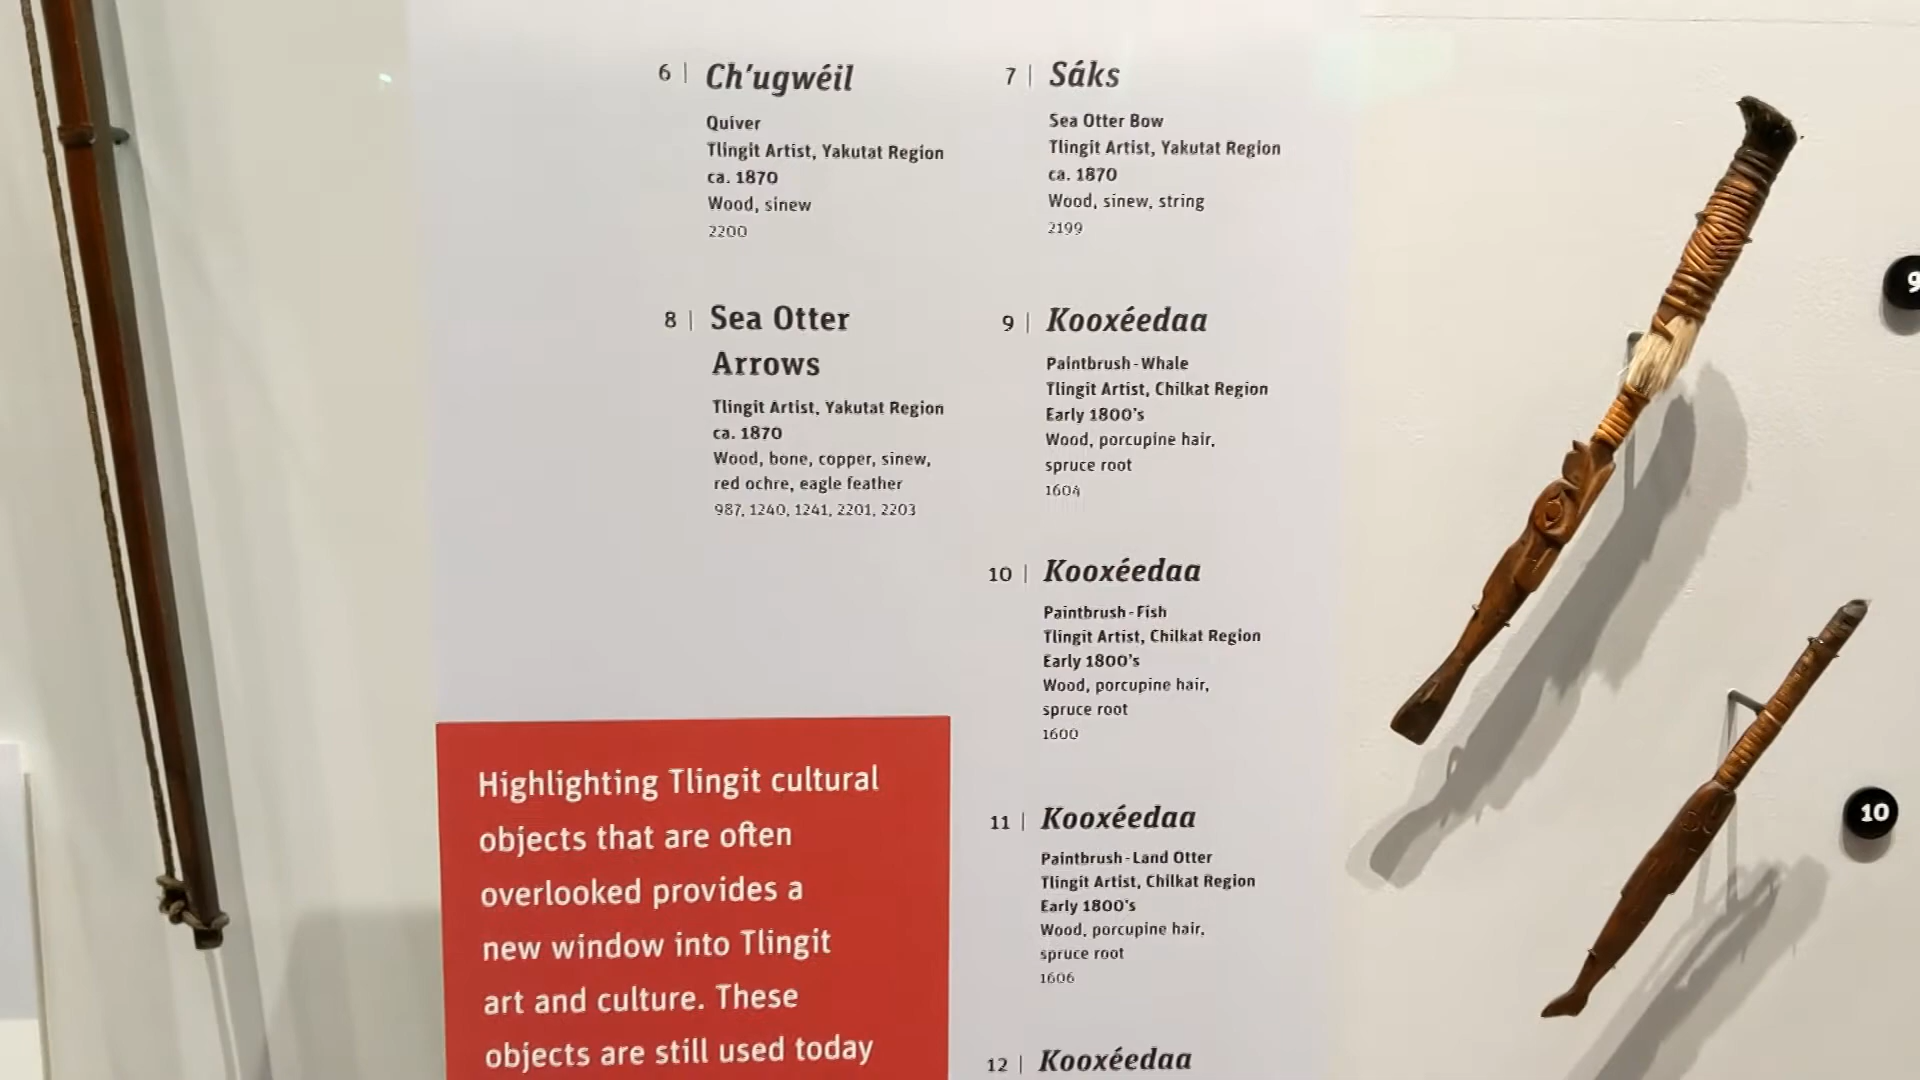 6 | Ch'ugwéil
Quiver
Tlingit Artist, Yakutat Region
ca. 1870
Wood, sinew
2200
7 | Sáks
Sea Otter Bow
Tlingit Artist, Yakutat Region
ca. 1870
Wood, sinew, string
2199
8 | Sea Otter
Arrows
Tlingit Artist, Yakutat Region
ca. 1870
Wood, bone, copper, sinew,
red ochre, eagle feather
987, 1240, 1241, 2201, 2203
9 | Kooxéedaa
Paintbrush-Whale
Tlingit Artist, Chilkat Region
Early 1800's
Wood, porcupine hair,
spruce root
1604
10 | Kooxéedaa
Paintbrush-Fish
Tlingit Artist, Chilkat Region
Early 1800's
Wood, porcupine hair,
spruce root
1600
11 | Kooxéedaa
Paintbrush-Land Otter
Tlingit Artist, Chilkat Region
Early 1800's
Wood, porcupine hair,
spruce root
1606
12 | Kooxéedaa
Highlighting Tlingit cultural
objects that are often
overlooked provides a
new window into Tlingit
art and culture. These
objects are still used today
9
10